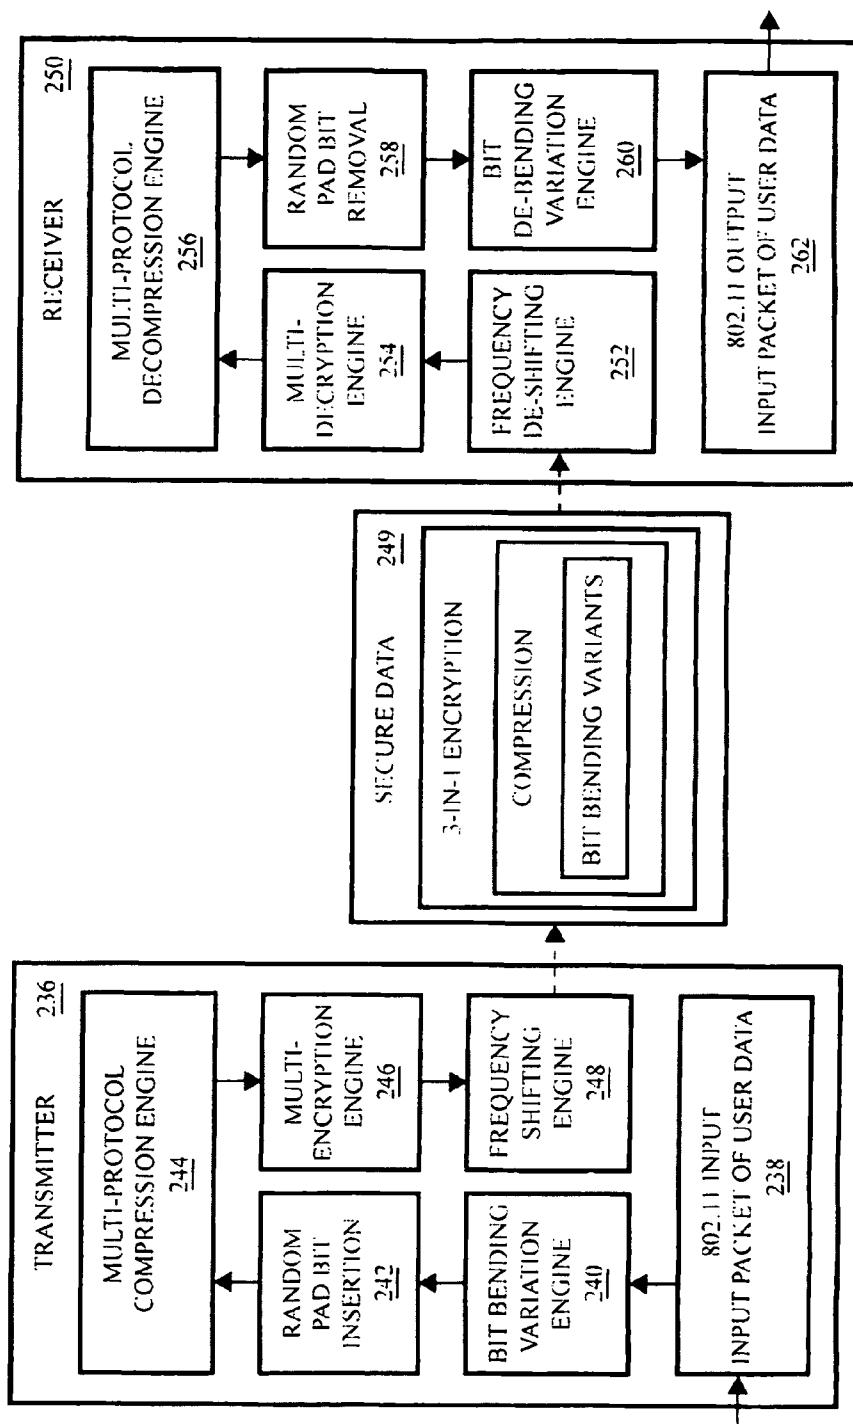 TRANSMITTER
236
MULTI-PROTOCOL
COMPRESSION ENGINE
244
RANDOM
PAD BIT
INSERTION
242
MULTI-
ENCRYPTION
ENGINE
246
BIT BENDING
VARIATION
ENGINE
240
FREQUENCY
SHIFTING
ENGINE
248
802.11 INPUT
INPUT PACKET OF USER DATA
238
SECURE DATA
249
3-IN-1 ENCRYPTION
COMPRESSION
BIT BENDING VARIANTS
RECEIVER
250
MULTI-PROTOCOL
DECOMPRESSION ENGINE
256
MULTI-
DECRYPTION
ENGINE
254
RANDOM
PAD BIT
REMOVAL
258
FREQUENCY
DE-SHIFTING
ENGINE
252
BIT
DE-BENDING
VARIATION
ENGINE
260
802.11 OUTPUT
INPUT PACKET OF USER DATA
262